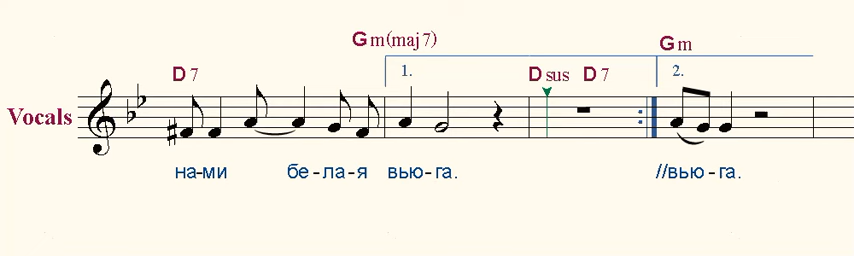 Gm(maj7) Gm
D7 1. Dsus D7 2.
Vocals
на-ми бе-ла-я вью-га. //вью-га.